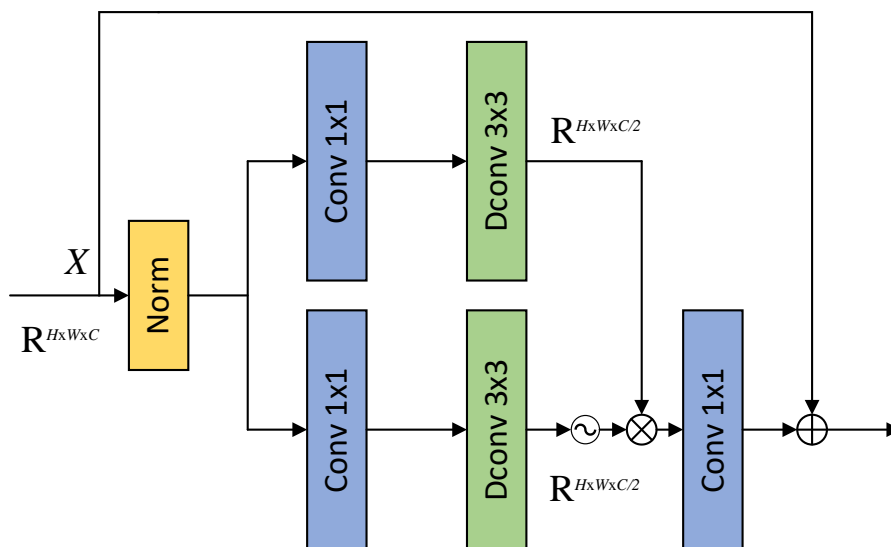 Conv 1x1
Dconv 3x3
R^{HxWxC/2}
X
Norm
R^{HxWxC}
Conv 1x1
Dconv 3x3
R^{HxWxC/2}
Conv 1x1